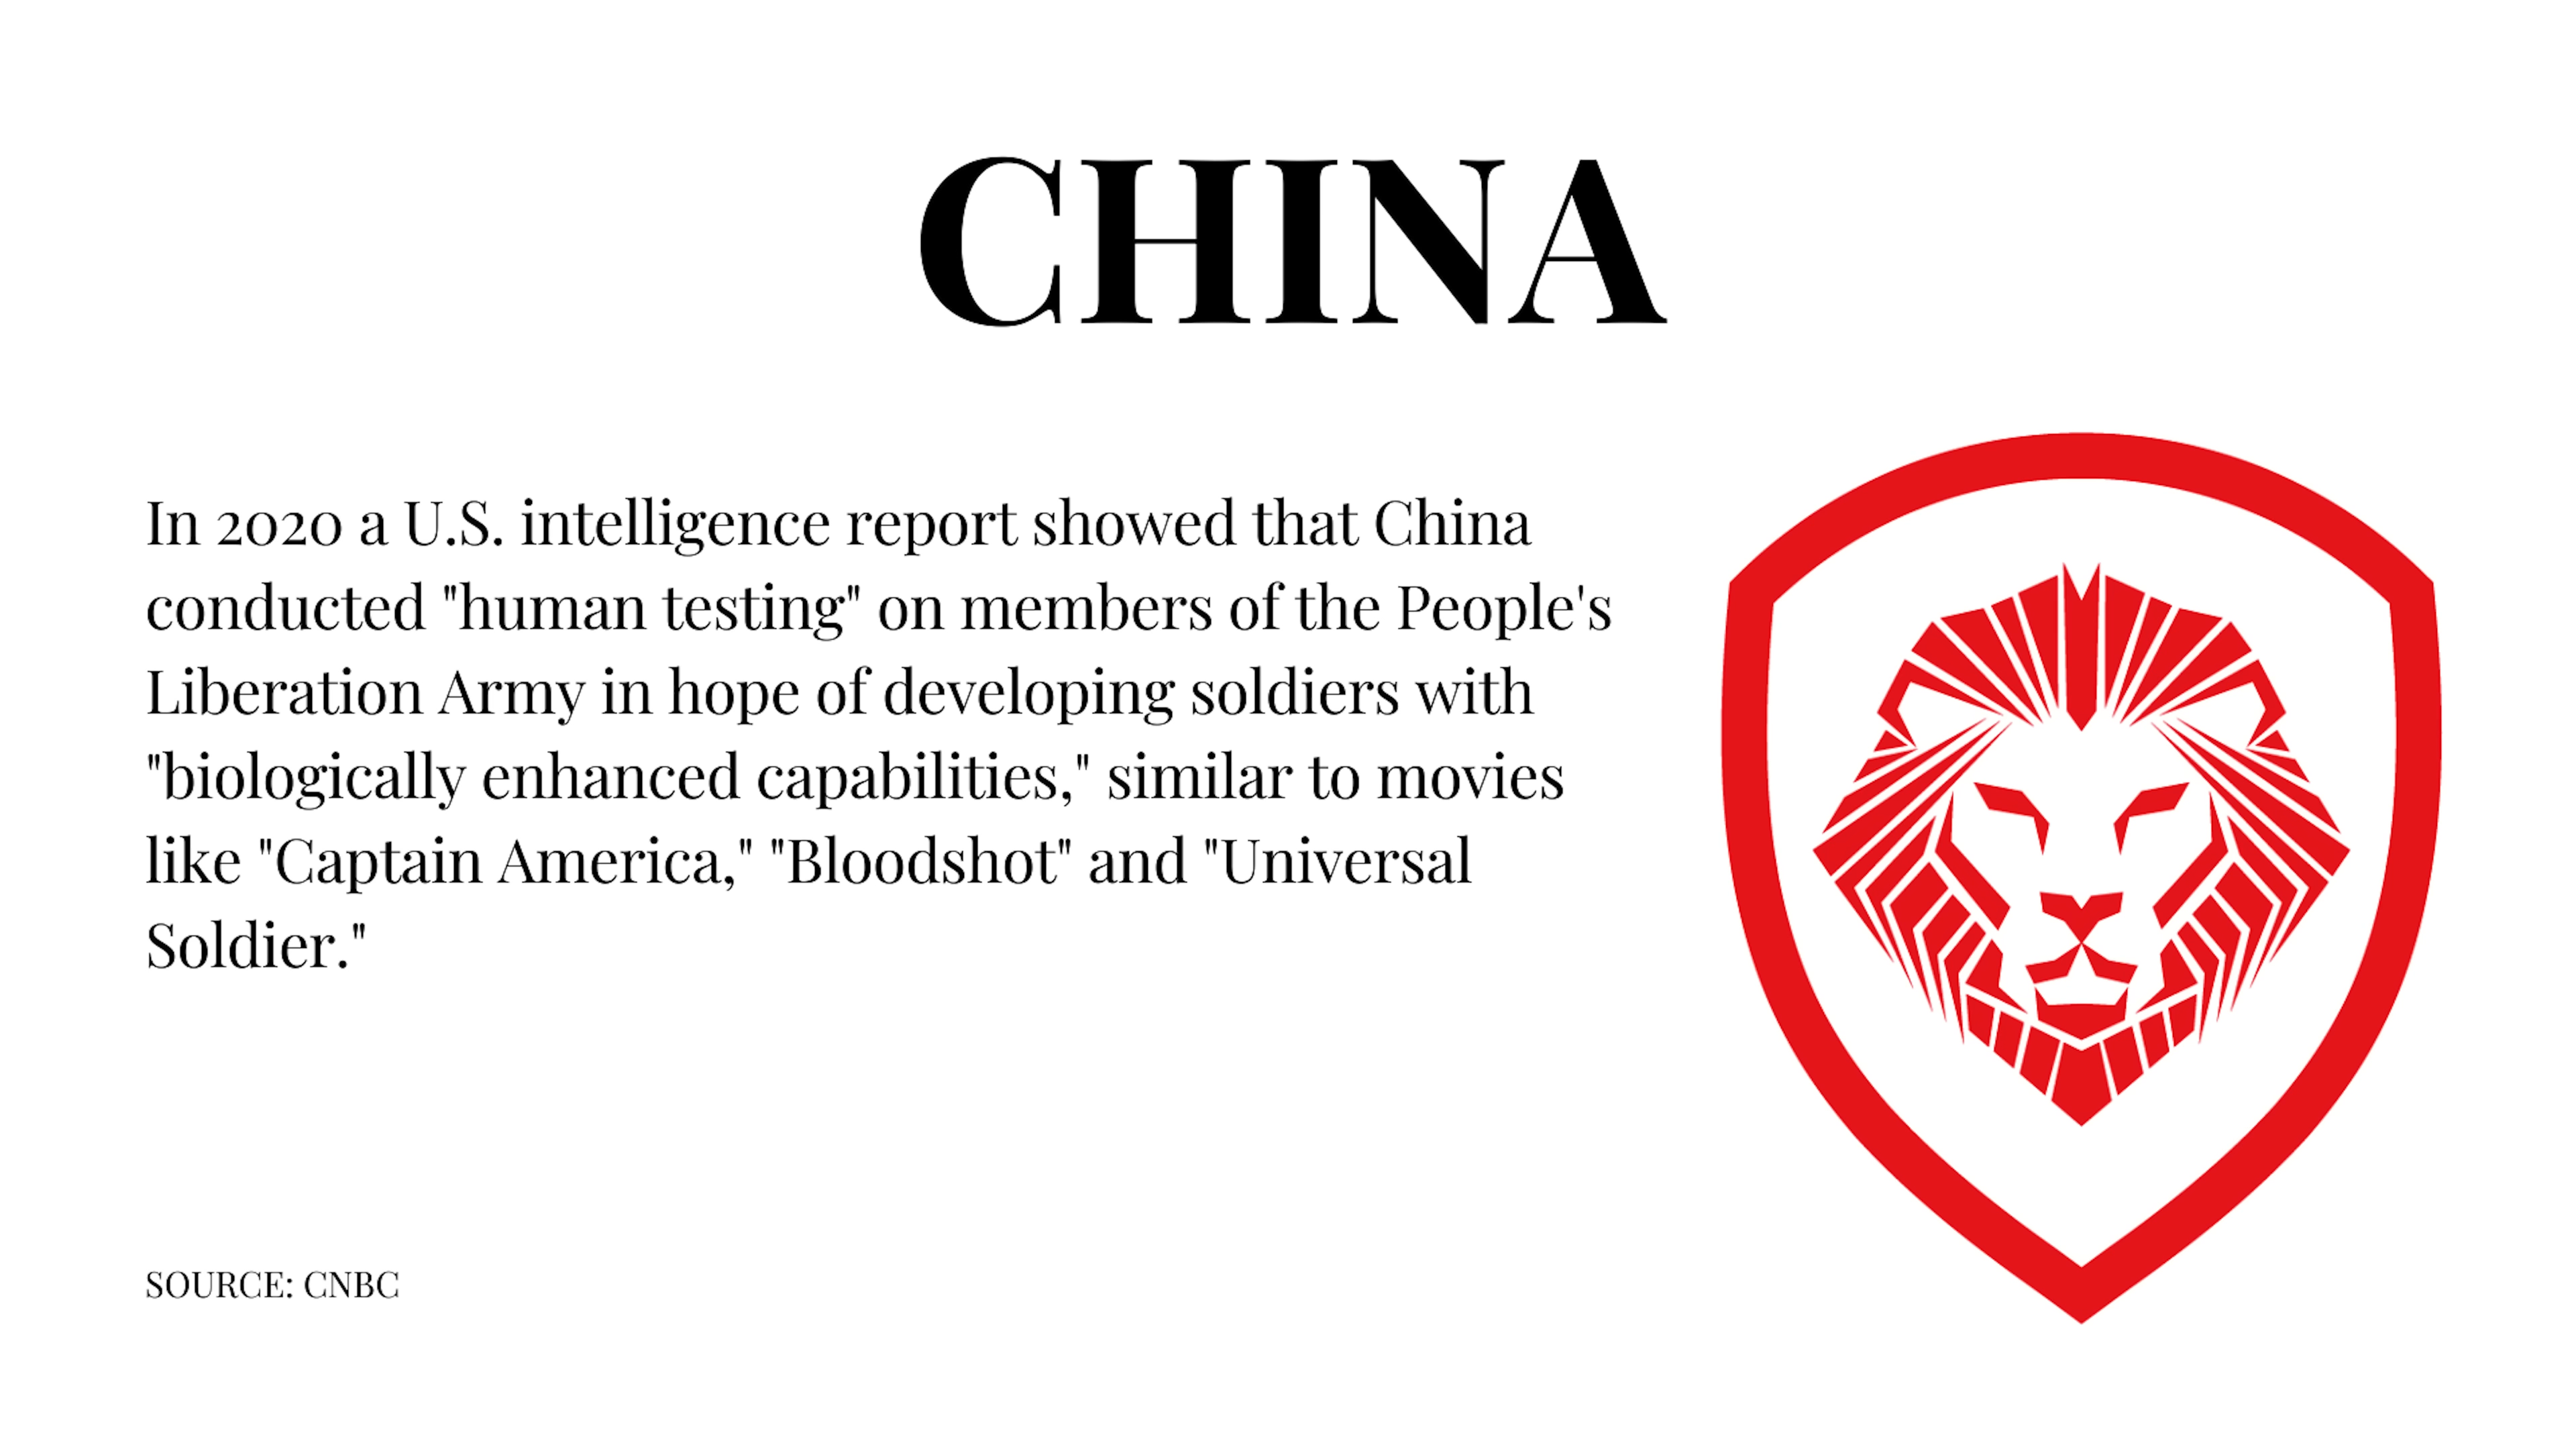 CHINA
In 2020 a U.S. intelligence report showed that China
conducted "human testing" on members of the People's
Liberation Army in hope of developing soldiers with
"biologically enhanced capabilities," similar to movies
like "Captain America," "Bloodshot" and "Universal
Soldier."
SOURCE: CNBC